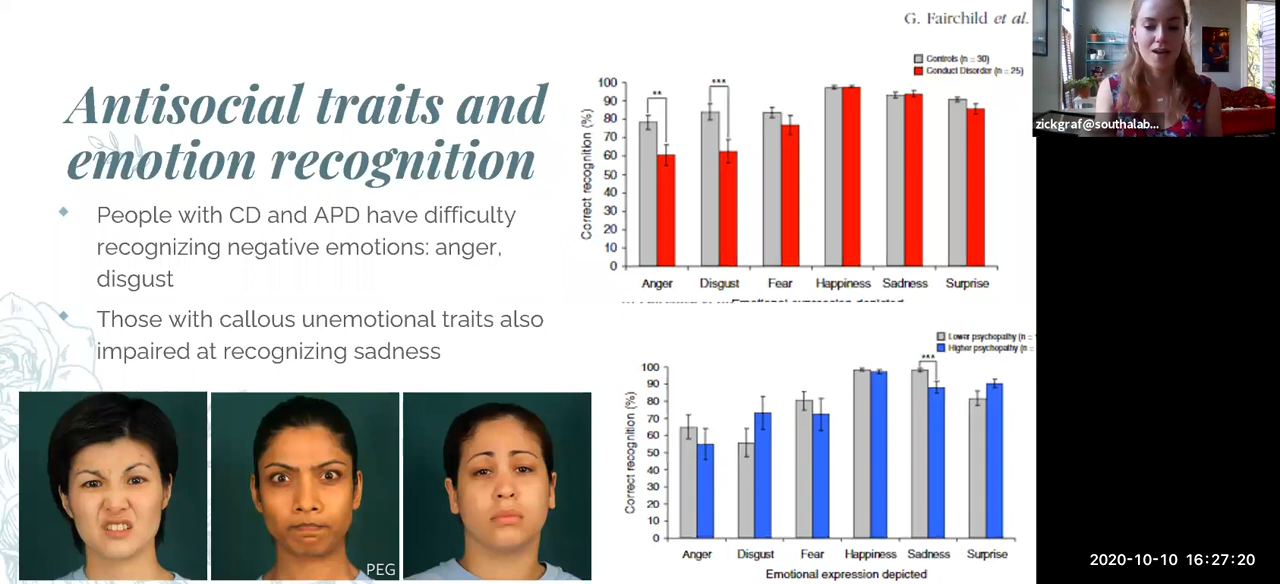 G. Fairchild et al.
zickgraf@southalab...
Antisocial traits and
emotion recognition
People with CD and APD have difficulty
recognizing negative emotions: anger,
disgust
Those with callous unemotional traits also
impaired at recognizing sadness
PEG
Controls (n = 30)
Conduct Disorder (n = 25)
Correct recognition (%)
100
90
80
70
60
50
40
30
20
10
0
** ***
Anger Disgust Fear Happiness Sadness Surprise
Emotional expression depicted
Lower psychopathy (n =
Higher psychopathy (n =
Correct recognition (%)
100
90
80
70
60
50
40
30
20
10
0
***
Anger Disgust Fear Happiness Sadness Surprise
Emotional expression depicted
2020-10-10 16:27:20